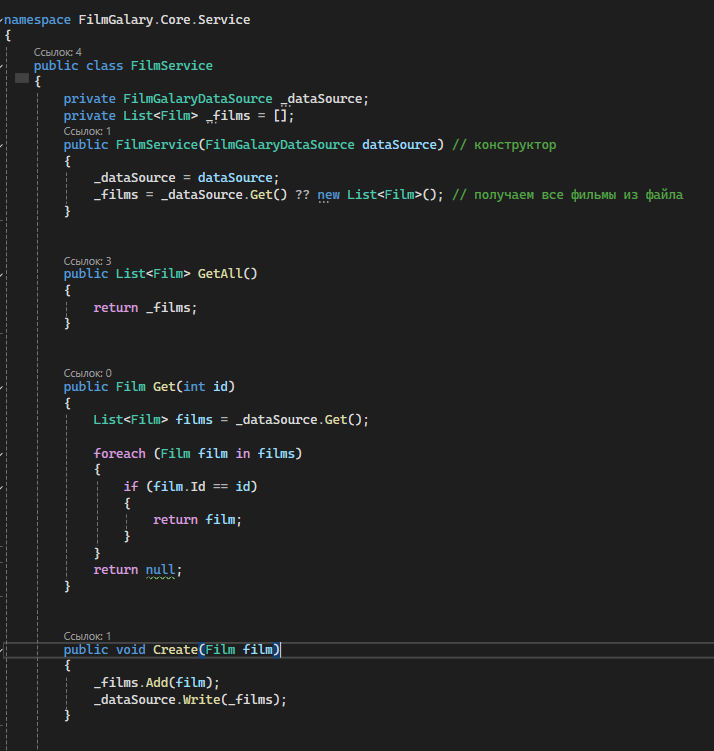 namespace FilmGalary.Core.Service
{
Ссылок: 4
public class FilmService
{
private FilmGalaryDataSource _dataSource;
private List<Film> _films = [];
Ссылок: 1
public FilmService(FilmGalaryDataSource dataSource) // конструктор
{
_dataSource = dataSource;
_films = _dataSource.Get() ?? new List<Film>(); // получаем все фильмы из файла
}
Ссылок: 3
public List<Film> GetAll()
{
return _films;
}
Ссылок: 0
public Film Get(int id)
{
List<Film> films = _dataSource.Get();
foreach (Film film in films)
{
if (film.Id == id)
{
return film;
}
}
return null;
}
Ссылок: 1
public void Create(Film film)
{
_films.Add(film);
_dataSource.Write(_films);
}